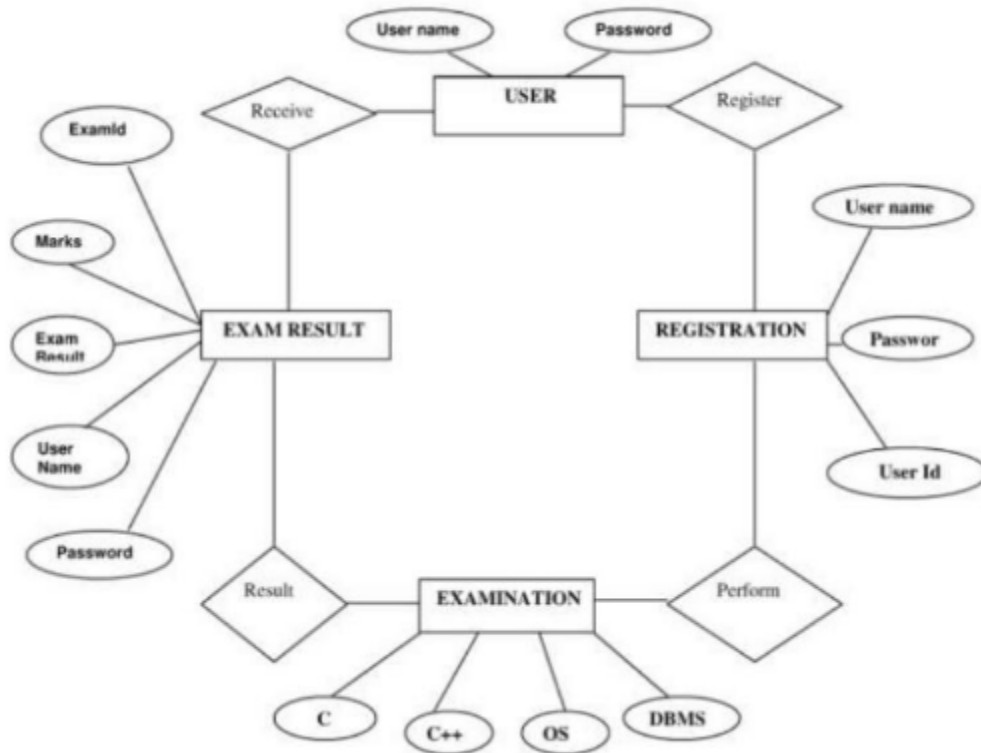 User name
Password
USER
Receive
Register
ExamId
User name
Marks
EXAM RESULT
REGISTRATION
Exam
Result
Passwor
User
Name
User Id
Password
Result
EXAMINATION
Perform
C
C++
OS
DBMS